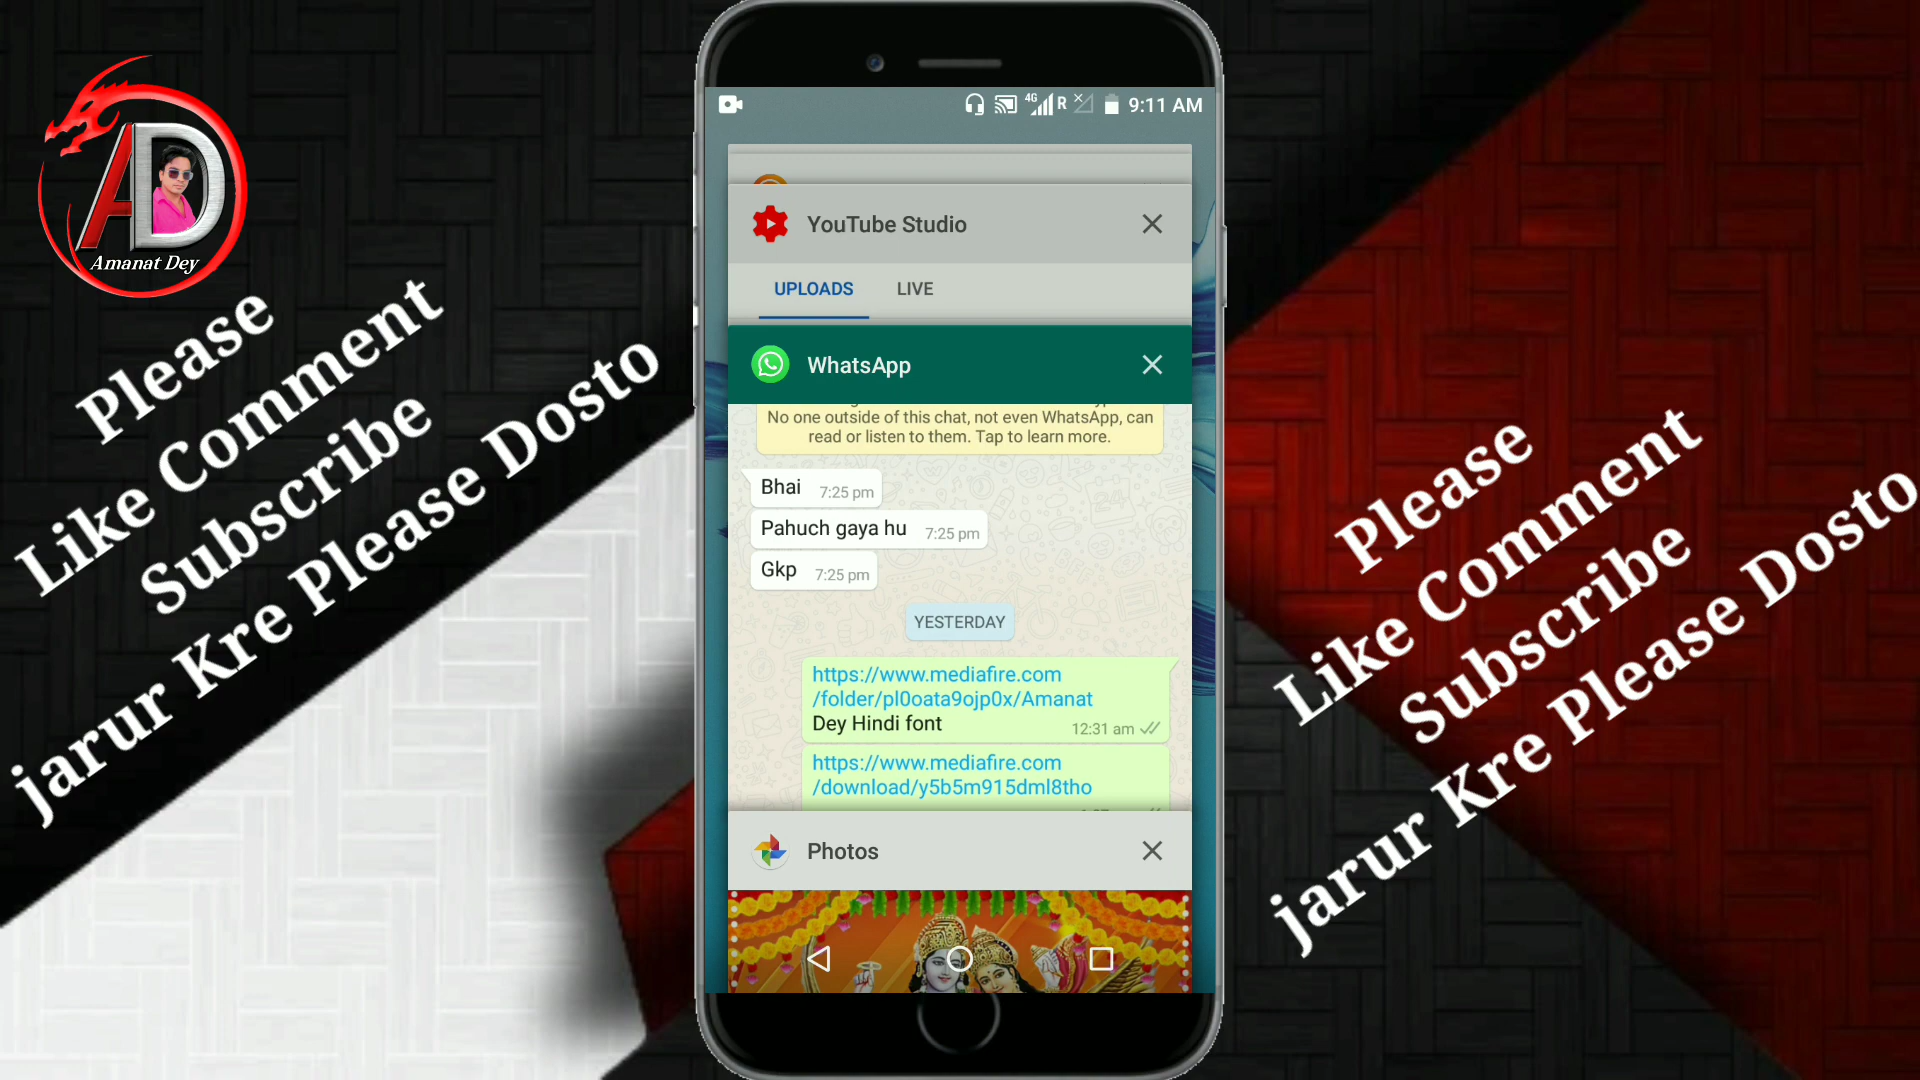 AD
Amanat Dey
Please
Like Comment
Subscribe
jarur Kre Please Dosto
4G R 9:11 AM
YouTube Studio
UPLOADS LIVE
WhatsApp
No one outside of this chat, not even WhatsApp, can
read or listen to them. Tap to learn more.
Bhai 7:25 pm
Pahuch gaya hu 7:25 pm
Gkp 7:25 pm
YESTERDAY
https://www.mediafire.com
/folder/pl0oata9ojp0x/Amanat
Dey Hindi font 12:31 am
https://www.mediafire.com
/download/y5b5m915dml8tho
Photos
Please
Like Comment
Subscribe
jarur Kre Please Dosto